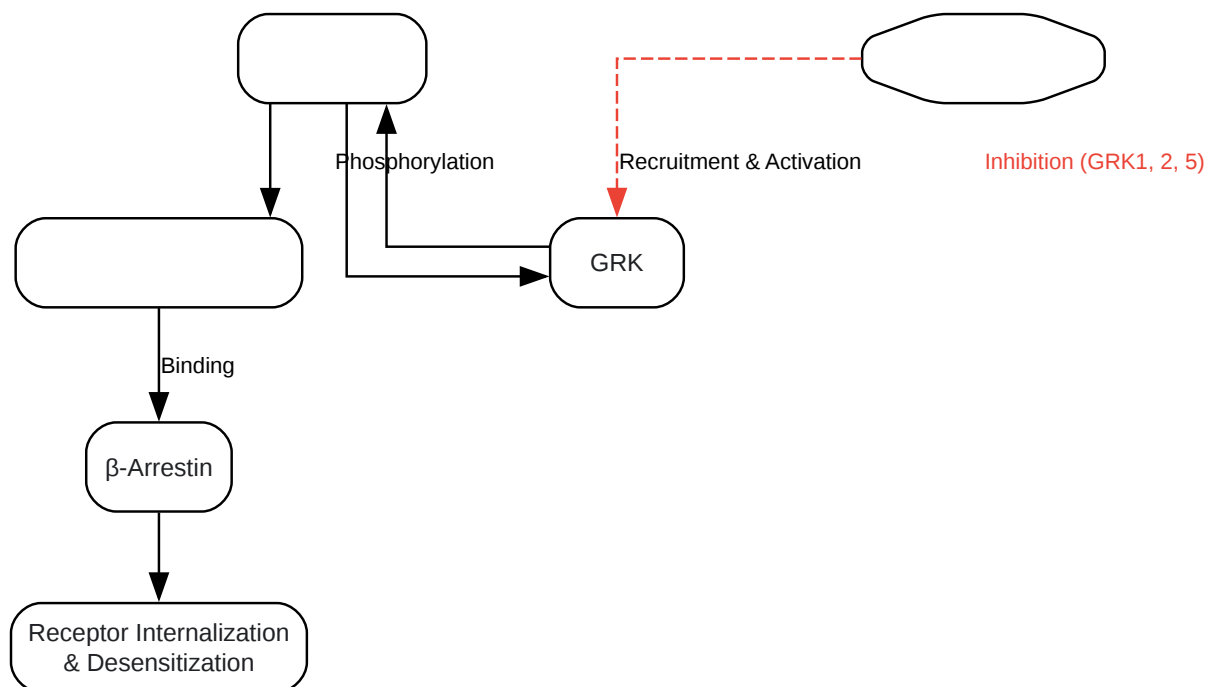 Phosphorylation
Recruitment & Activation
Inhibition (GRK1, 2, 5)
GRK
Binding
β-Arrestin
Receptor Internalization
& Desensitization